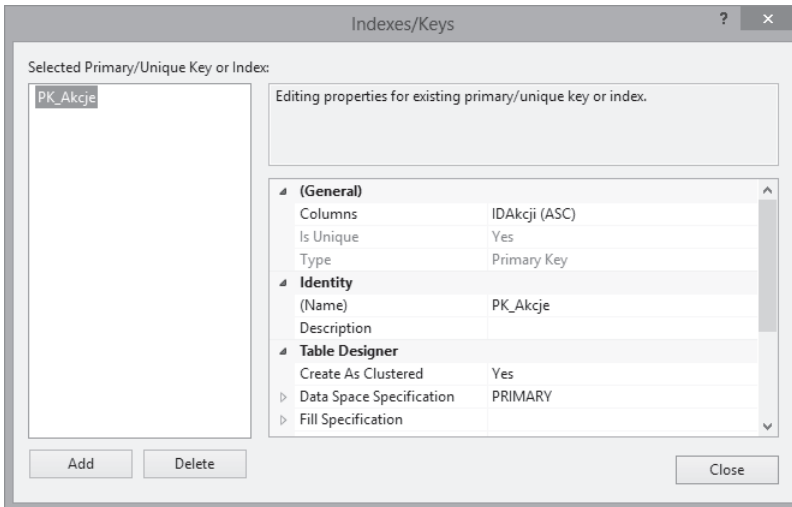 Indexes/Keys
? ×
Selected Primary/Unique Key or Index:
PK_Akcje
Editing properties for existing primary/unique key or index.
(General)
Columns IDAkcji (ASC)
Is Unique Yes
Type Primary Key
Identity
(Name) PK_Akcje
Description
Table Designer
Create As Clustered Yes
Data Space Specification PRIMARY
Fill Specification
Add Delete
Close